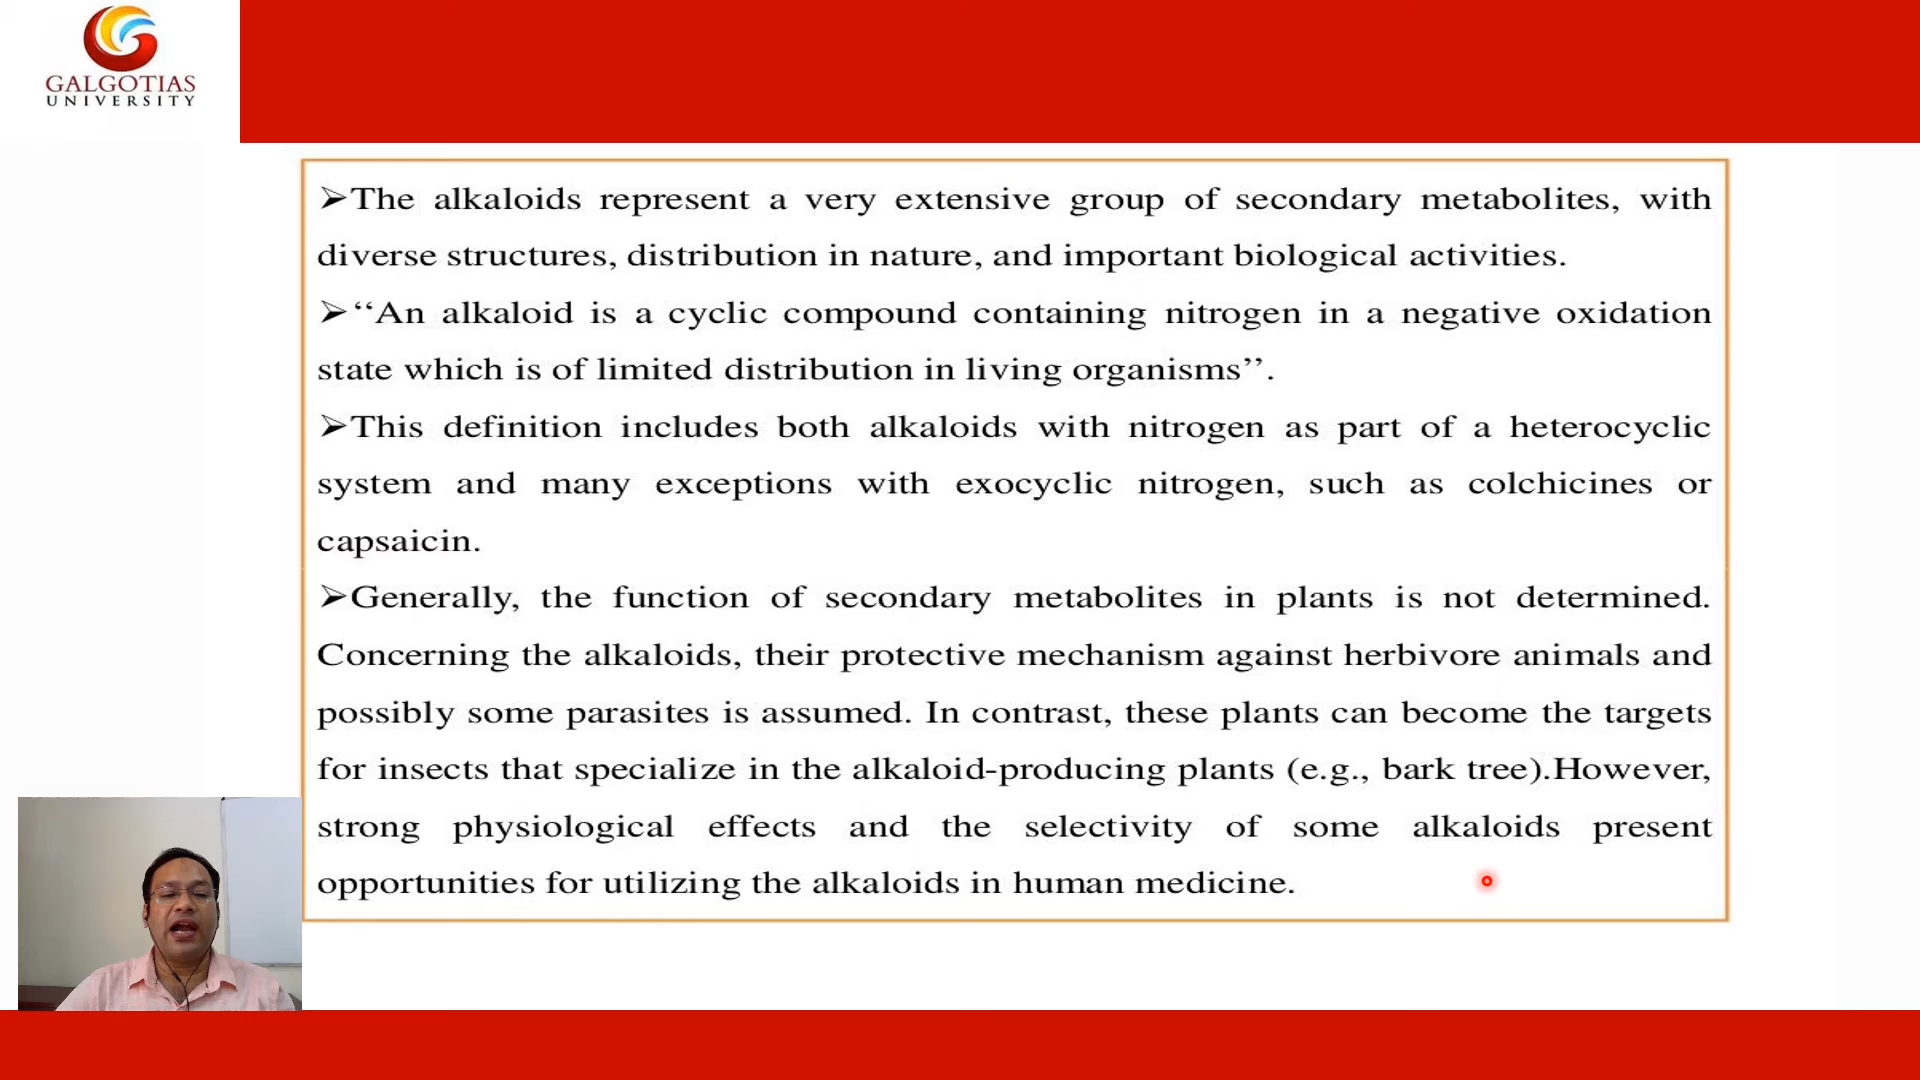 GALGOTIAS
UNIVERSITY
➢The alkaloids represent a very extensive group of secondary metabolites, with
diverse structures, distribution in nature, and important biological activities.
➢‘‘An alkaloid is a cyclic compound containing nitrogen in a negative oxidation
state which is of limited distribution in living organisms’’.
➢This definition includes both alkaloids with nitrogen as part of a heterocyclic
system and many exceptions with exocyclic nitrogen, such as colchicines or
capsaicin.
➢Generally, the function of secondary metabolites in plants is not determined.
Concerning the alkaloids, their protective mechanism against herbivore animals and
possibly some parasites is assumed. In contrast, these plants can become the targets
for insects that specialize in the alkaloid-producing plants (e.g., bark tree).However,
strong physiological effects and the selectivity of some alkaloids present
opportunities for utilizing the alkaloids in human medicine.